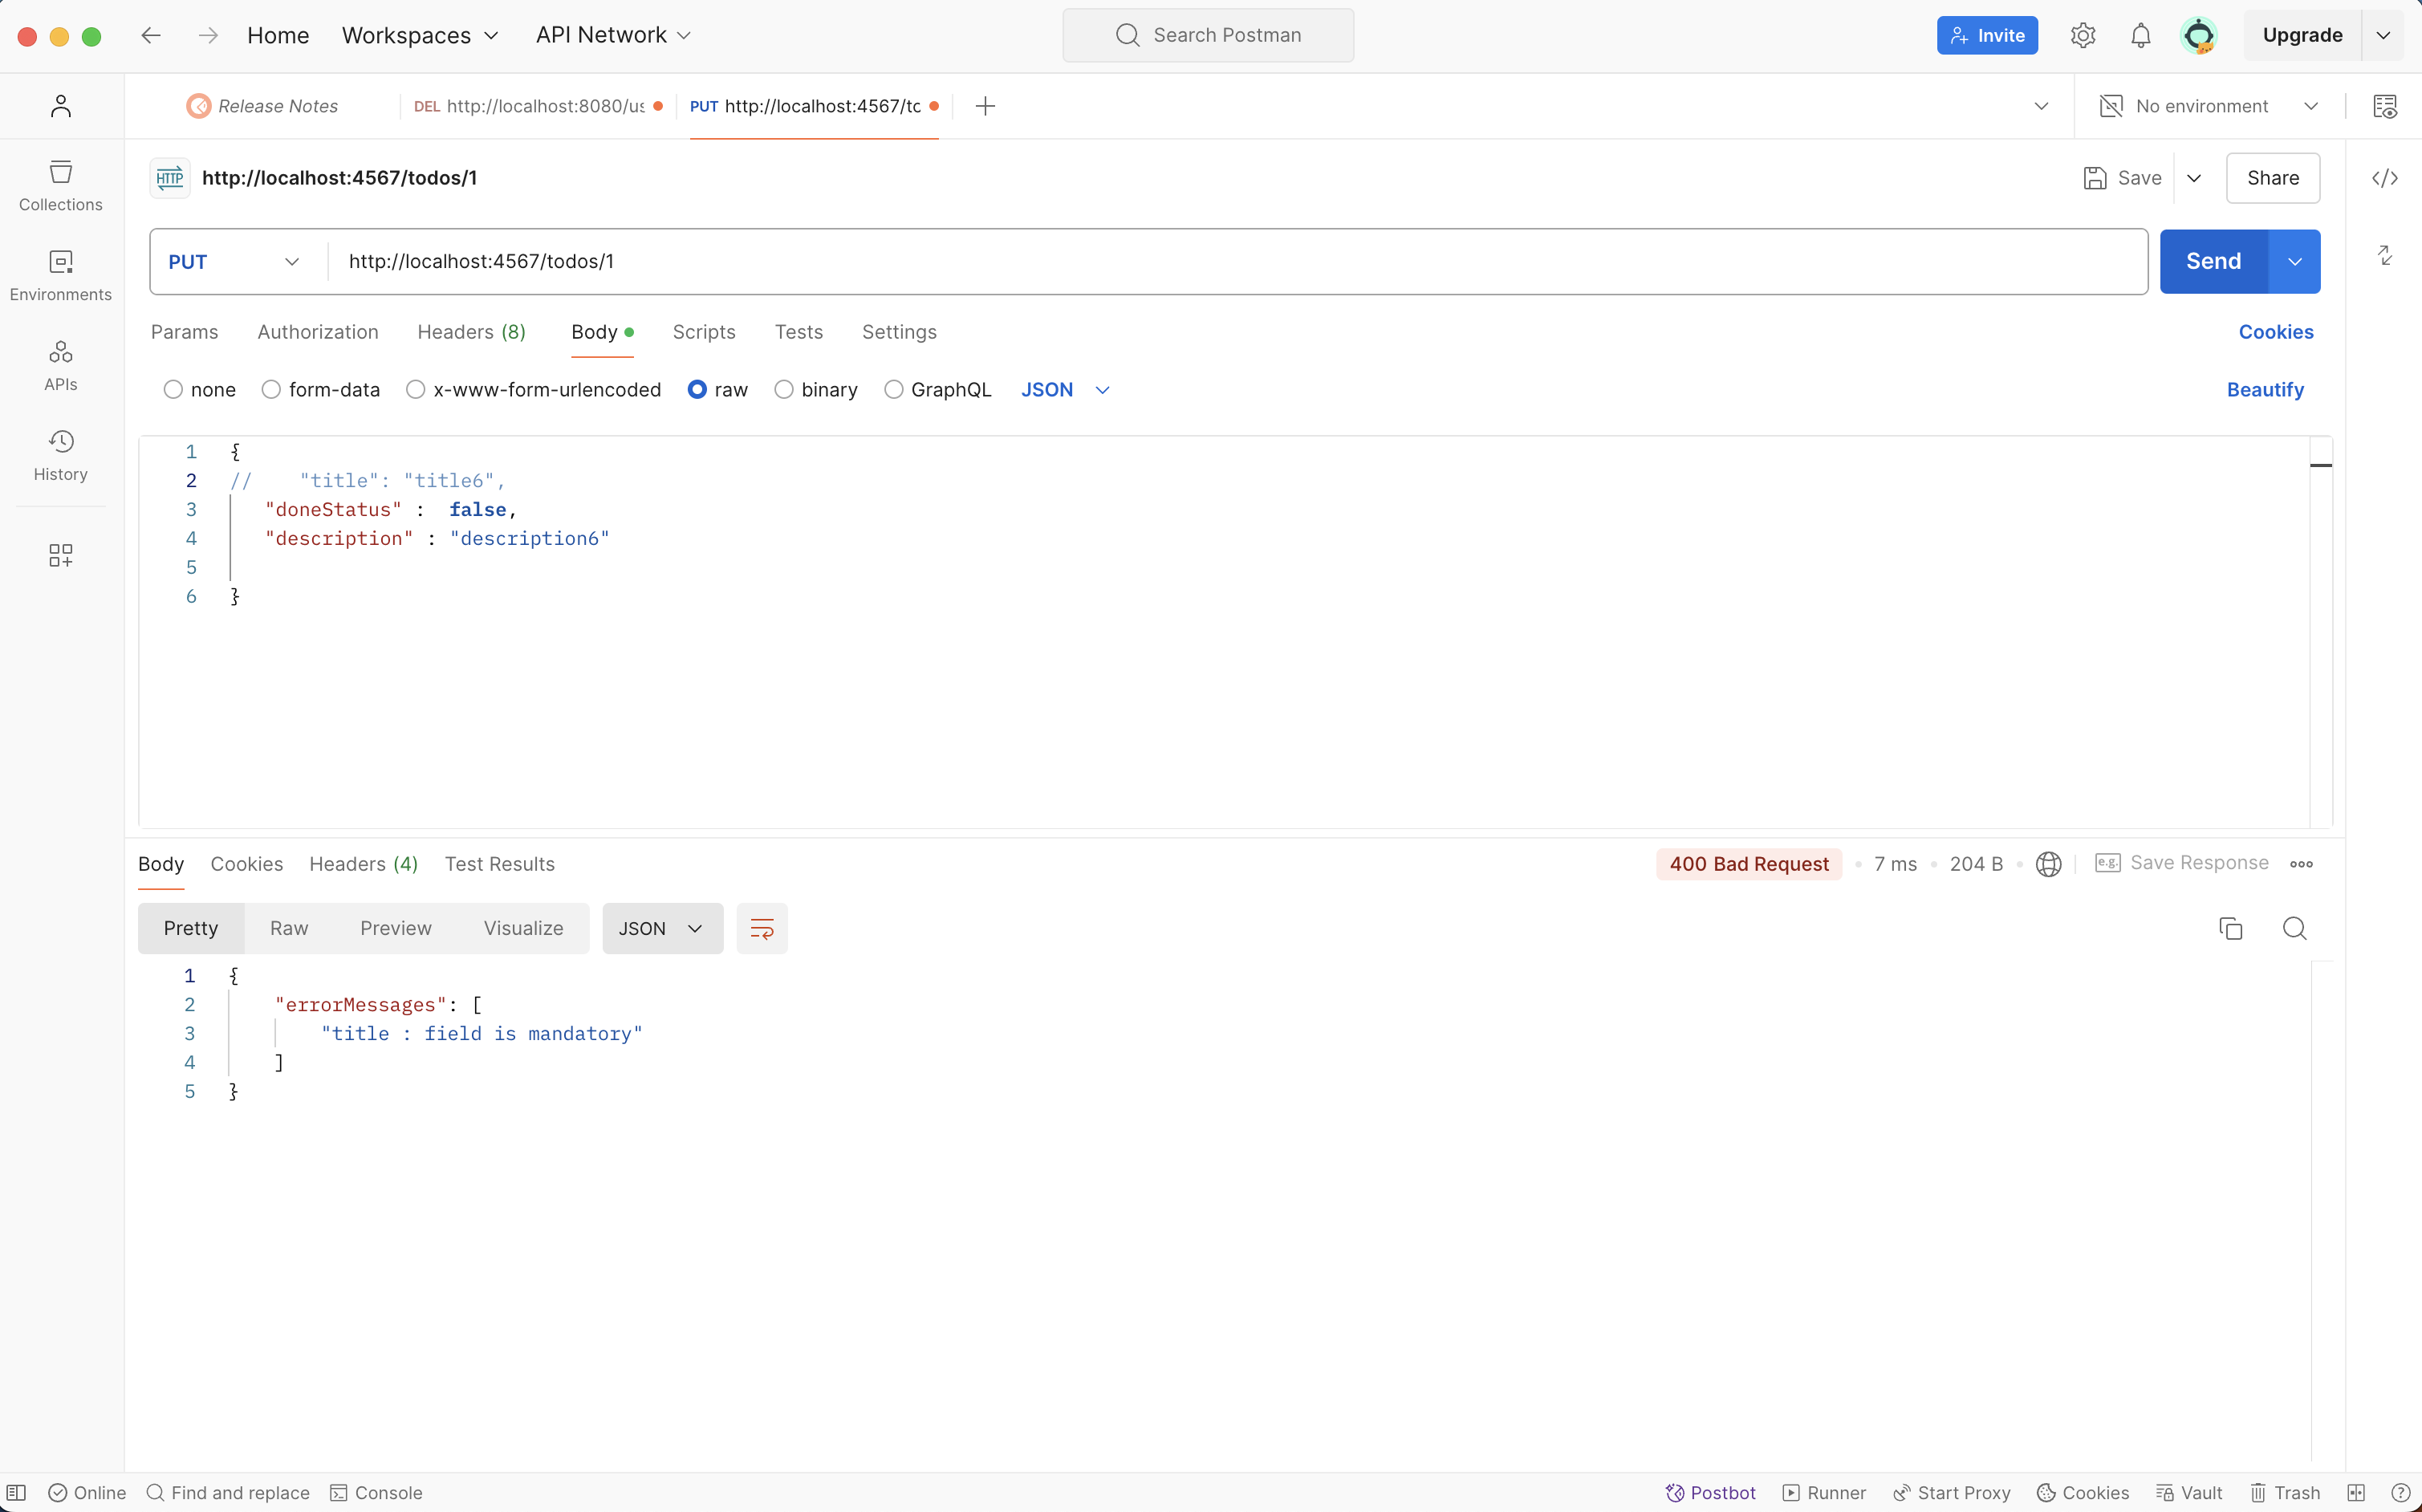 Home Workspaces API Network Search Postman Invite Upgrade
Release Notes DEL http://localhost:8080/us PUT http://localhost:4567/to No environment
HTTP http://localhost:4567/todos/1 Save Share
Collections
PUT http://localhost:4567/todos/1 Send
Environments
Params Authorization Headers (8) Body Scripts Tests Settings Cookies
APIs
none form-data x-www-form-urlencoded raw binary GraphQL JSON Beautify
History
1 {
2 //    "title": "title6",
3 "doneStatus" :  false,
4 "description" : "description6"
5
6 }
Body Cookies Headers (4) Test Results 400 Bad Request 7 ms 204 B e.g. Save Response
Pretty Raw Preview Visualize JSON
1 {
2 "errorMessages": [
3 "title : field is mandatory"
4 ]
5 }
Online Find and replace Console Postbot Runner Start Proxy Cookies Vault Trash